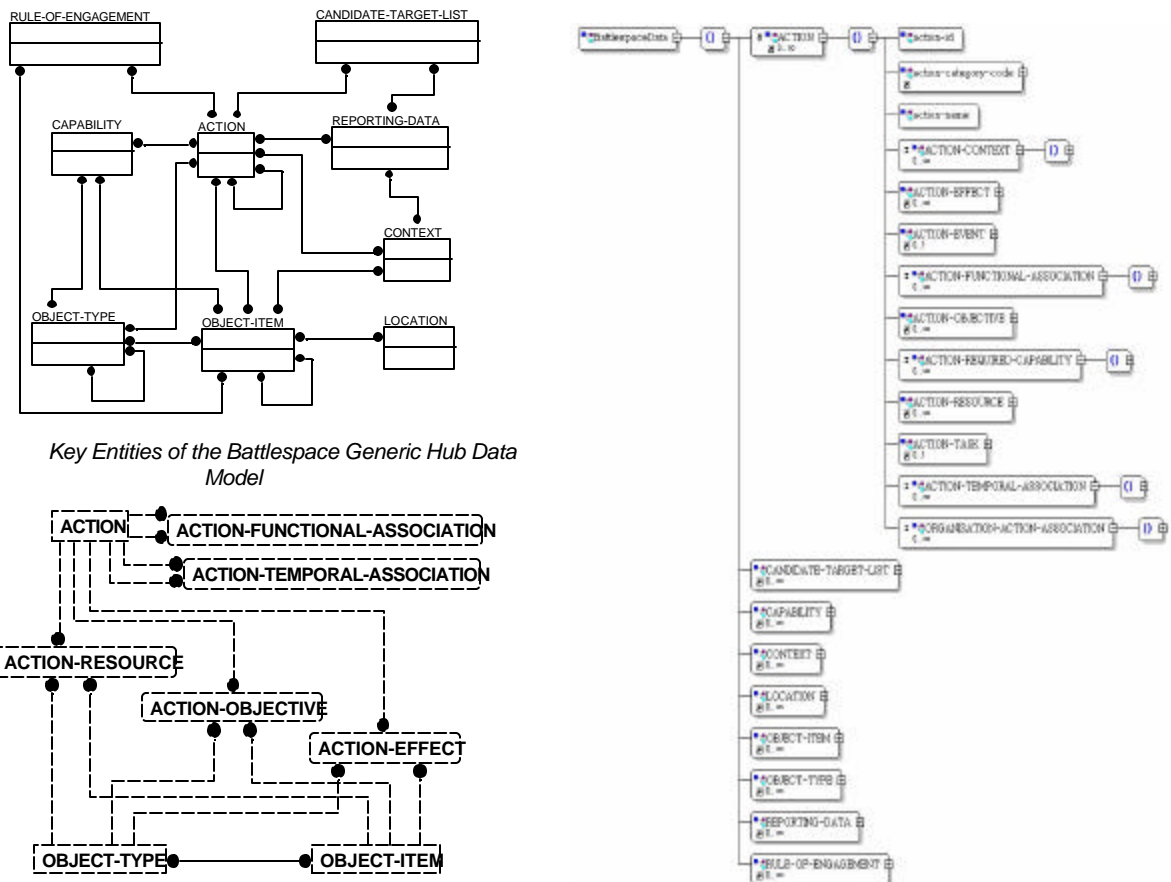 RULE-OF-ENGAGEMENT
CANDIDATE-TARGET-LIST
CAPABILITY
ACTION
REPORTING-DATA
CONTEXT
OBJECT-TYPE
OBJECT-ITEM
LOCATION
Key Entities of the Battlespace Generic Hub Data
Model
ACTION
ACTION-FUNCTIONAL-ASSOCIATION
ACTION-TEMPORAL-ASSOCIATION
ACTION-RESOURCE
ACTION-OBJECTIVE
ACTION-EFFECT
OBJECT-TYPE
OBJECT-ITEM
BattlespaceData
ACTION
action-id
action-category-code
action-name
ACTION-CONTEXT
ACTION-EFFECT
ACTION-EVENT
ACTION-FUNCTIONAL-ASSOCIATION
ACTION-OBJECTIVE
ACTION-REQUIRED-CAPABILITY
ACTION-RESOURCE
ACTION-TASK
ACTION-TEMPORAL-ASSOCIATION
ORGANISATION-ACTION-ASSOCIATION
CANDIDATE-TARGET-LIST
CAPABILITY
CONTEXT
LOCATION
OBJECT-ITEM
OBJECT-TYPE
REPORTING-DATA
RULE-OF-ENGAGEMENT